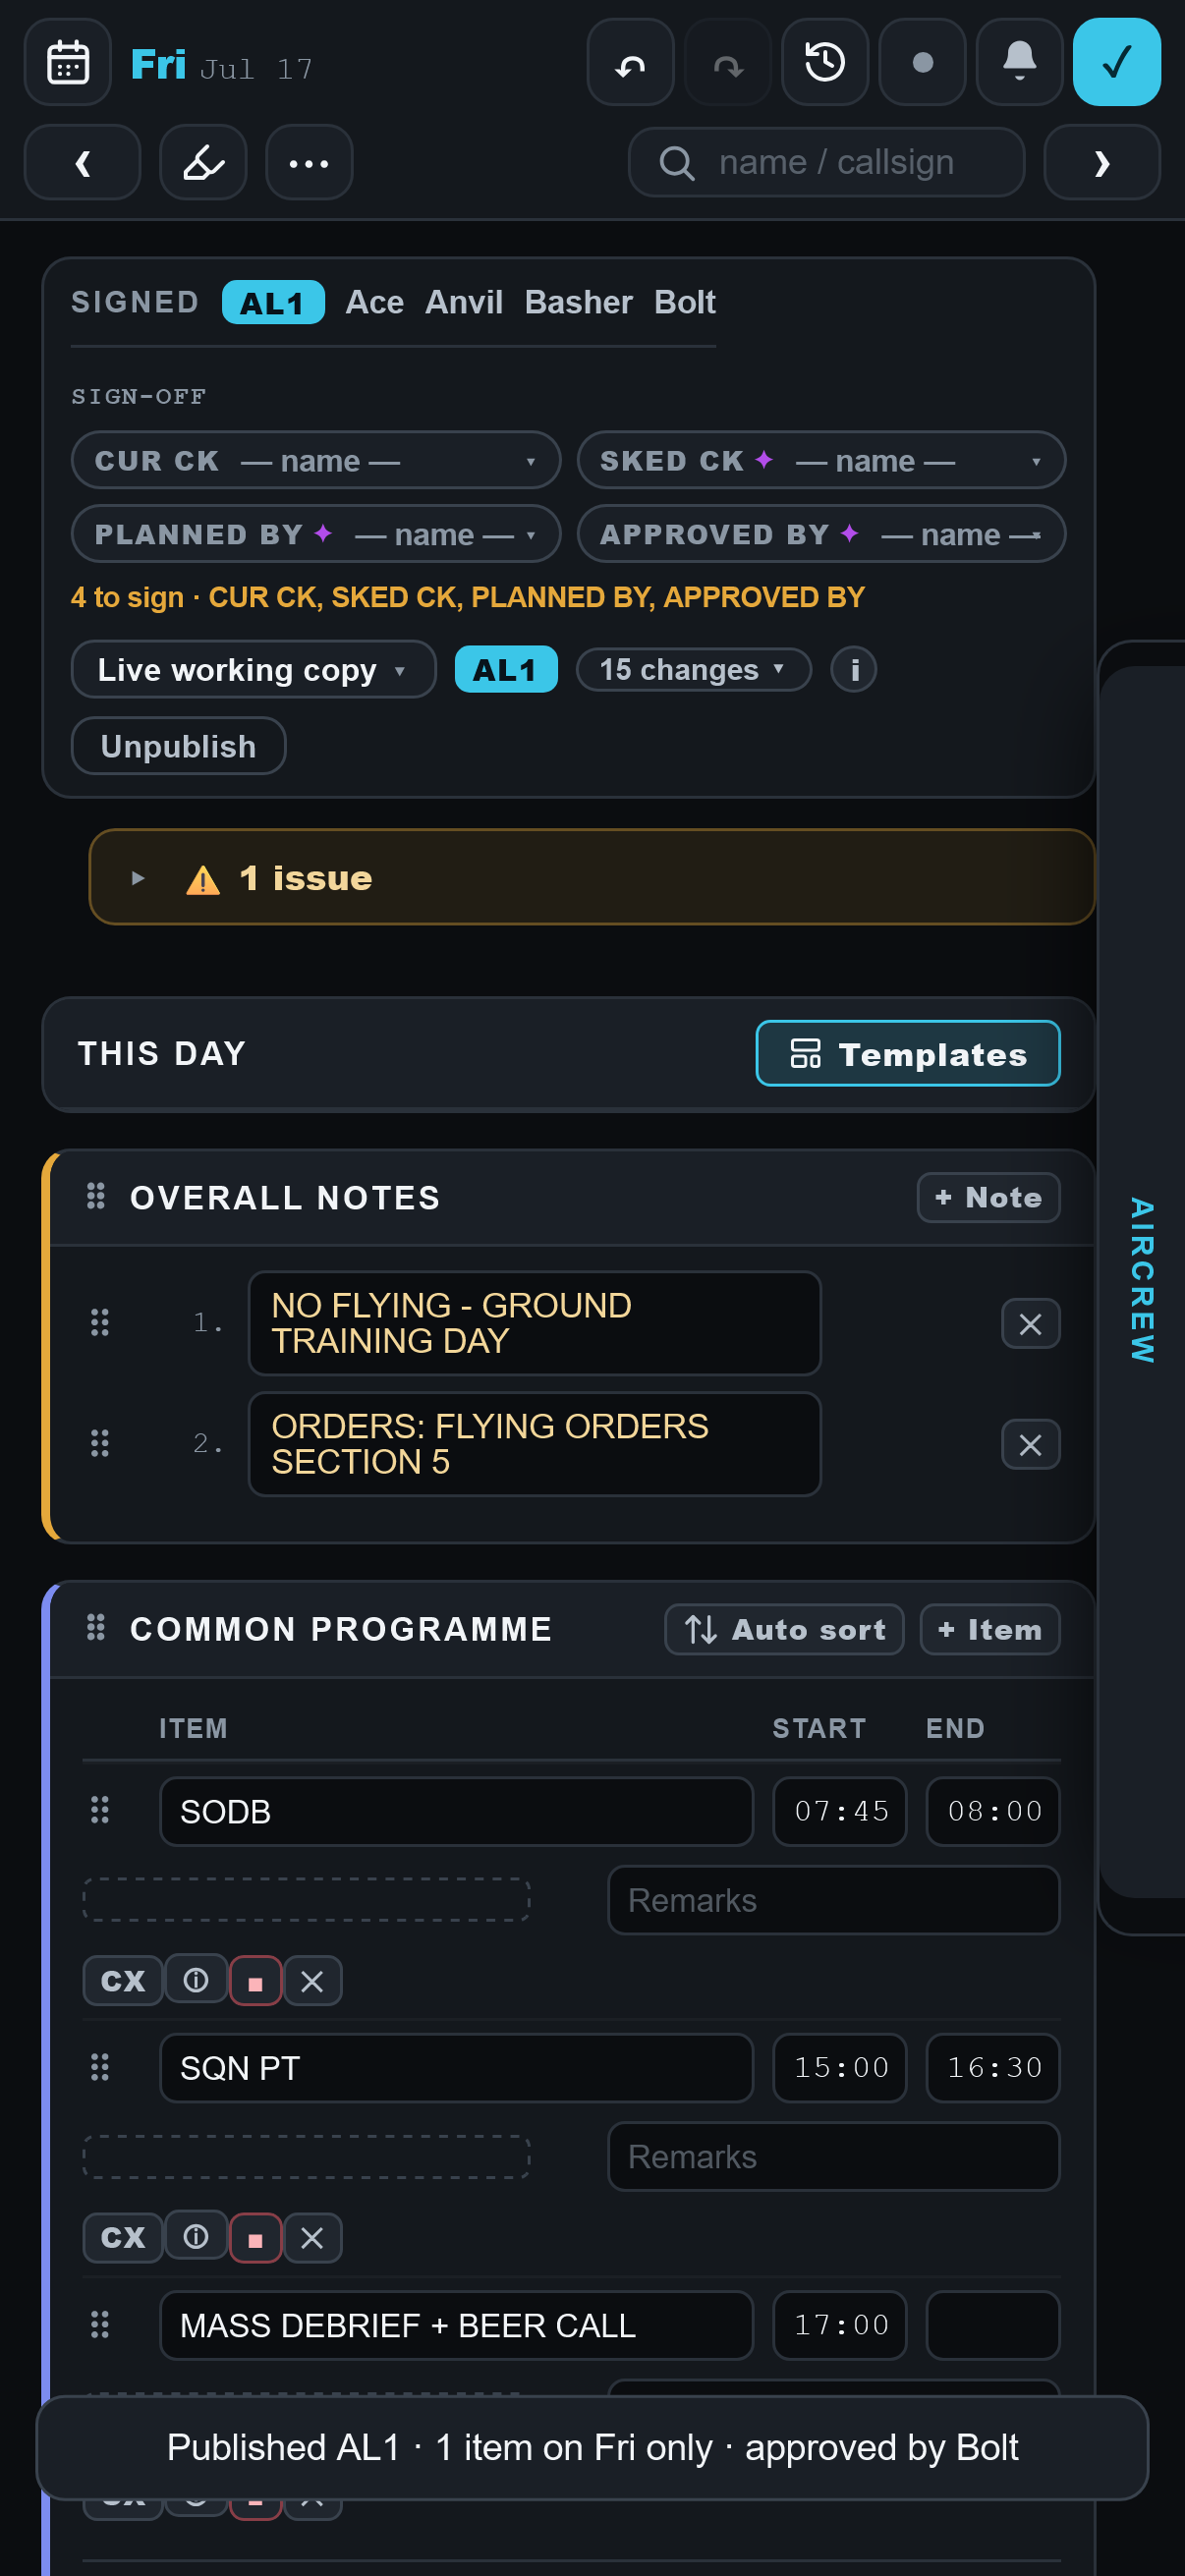 Fri Jul 17
name / callsign
SIGNED AL1 Ace Anvil Basher Bolt
SIGN-OFF
CUR CK — name —
SKED CK ✦ — name —
PLANNED BY ✦ — name —
APPROVED BY ✦ — name —
4 to sign · CUR CK, SKED CK, PLANNED BY, APPROVED BY
Live working copy AL1 15 changes i
Unpublish
1 issue
THIS DAY Templates
OVERALL NOTES + Note
1. NO FLYING - GROUND
TRAINING DAY
2. ORDERS: FLYING ORDERS
SECTION 5
AIRCREW
COMMON PROGRAMME Auto sort + Item
ITEM START END
SODB 07:45 08:00
Remarks
CX
SQN PT 15:00 16:30
Remarks
CX
MASS DEBRIEF + BEER CALL 17:00
Published AL1 · 1 item on Fri only · approved by Bolt